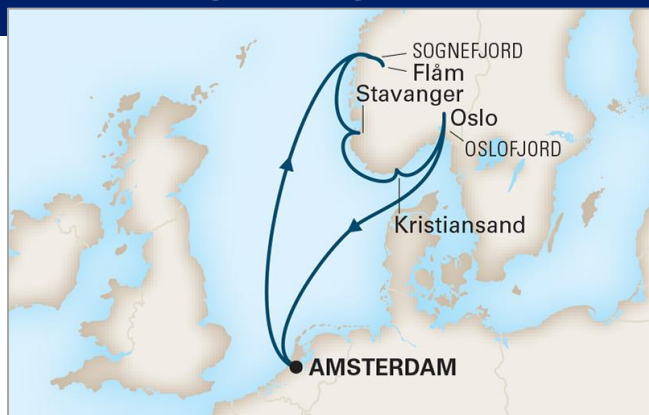 SOGNEFJORD
Flåm
Stavanger
Oslo
OSLOFJORD
Kristiansand
AMSTERDAM